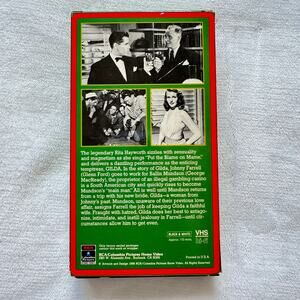 The legendary Rita Hayworth sizzles with sensuality
and magnetism as she sings "Put the Blame on Mame,"
and delivers a dazzling performance as the enticing
temptress, GILDA. In the story of Gilda, Johnny Farrell
(Glenn Ford) goes to work for Ballin Mundson (George
MacReady), the proprietor of an illegal gambling casino
in a South American city and quickly rises to become
Mundson's "main man." All is well until Mundson returns
from a trip with his new bride, Gilda—a woman from
Johnny's past. Mundson, unaware of their previous love
affair, assigns Farrell the job of keeping Gilda a faithful
wife. Fraught with hatred, Gilda does her best to antago-
nize, intimidate, and instill jealousy in Farrell—until cir-
cumstances allow him to get even.
BLACK & WHITE
VHS
RCA/Columbia Pictures Home Video
Printed in U.S.A.